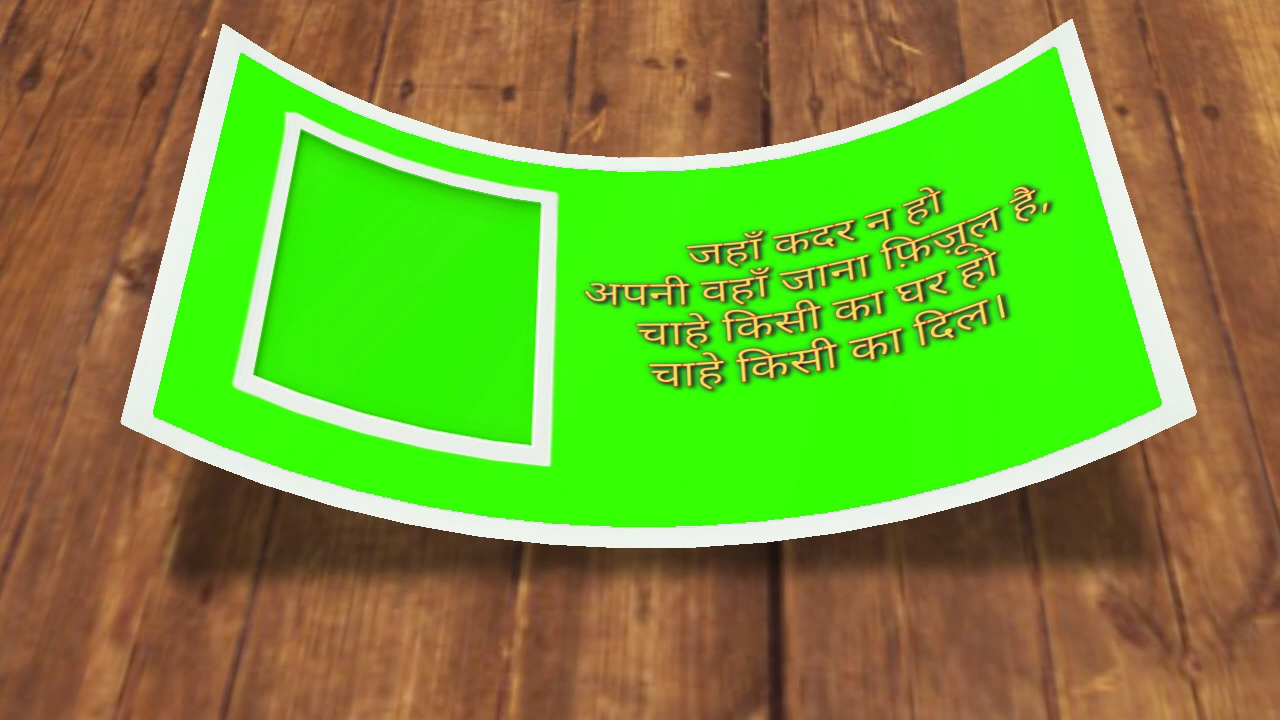 जहाँ कदर न हो
अपनी वहाँ जाना फ़िज़ूल है,
चाहे किसी का घर हो
चाहे किसी का दिल।